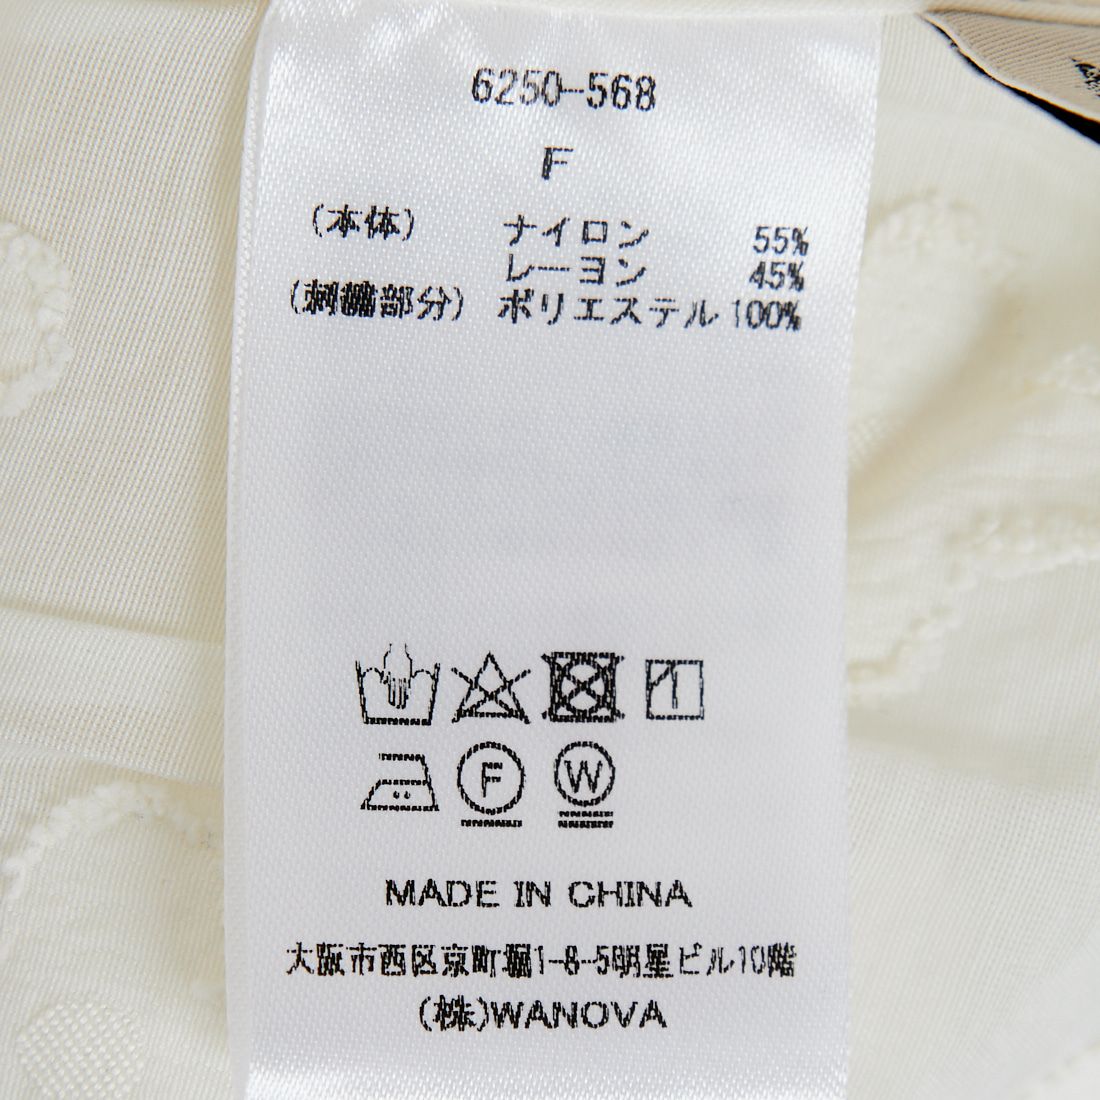 6250-568
F
(本体) ナイロン 55%
レーヨン 45%
(刺繍部分) ポリエステル 100%
F W
MADE IN CHINA
大阪市西区京町堀1-8-5明星ビル10階
(株)WANOVA